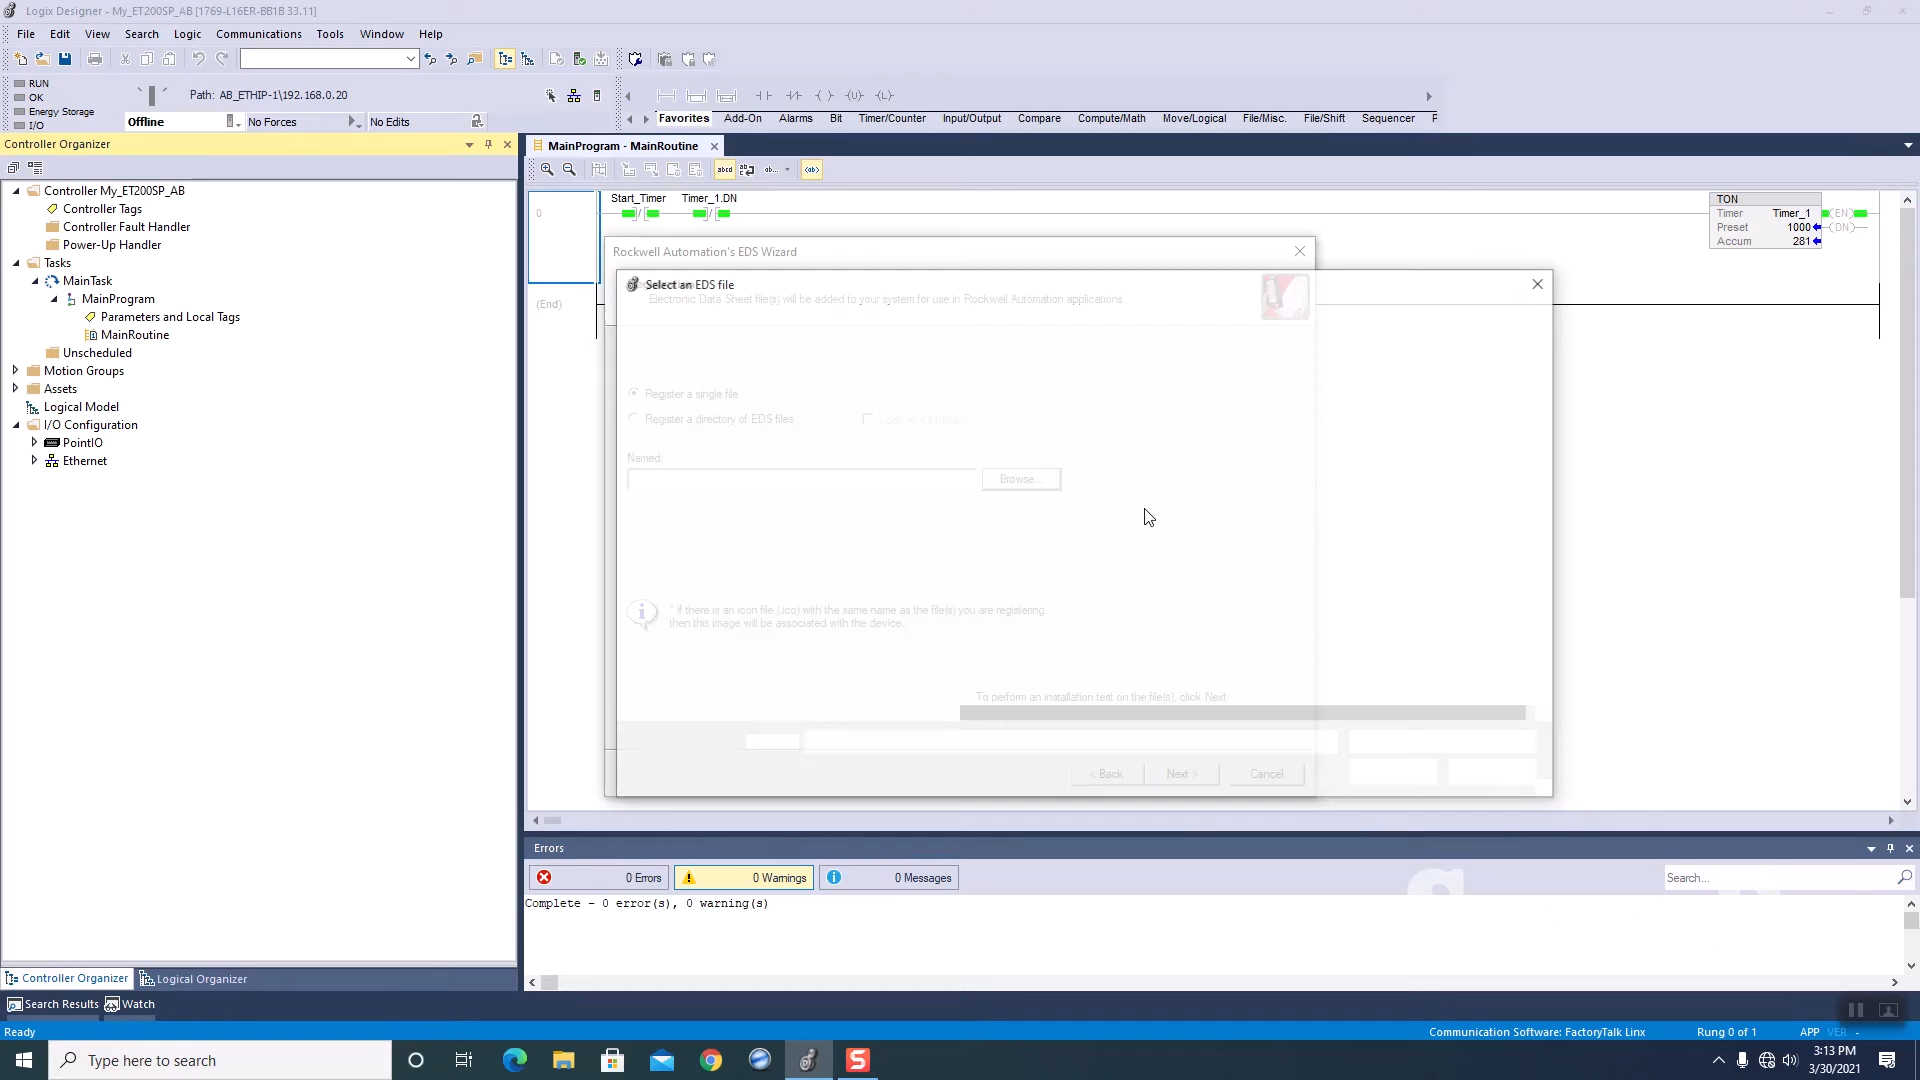 Logix Designer - My_ET200SP_AB [1769-L16ER-BB1B 33.11]
File Edit View Search Logic Communications Tools Window Help
RUN
OK
Energy Storage
I/O
Path: AB_ETHIP-1\192.168.0.20
Offline No Forces No Edits
Favorites Add-On Alarms Bit Timer/Counter Input/Output Compare Compute/Math Move/Logical File/Misc. File/Shift Sequencer P
Controller Organizer
Controller My_ET200SP_AB
Controller Tags
Controller Fault Handler
Power-Up Handler
Tasks
MainTask
MainProgram
Parameters and Local Tags
MainRoutine
Unscheduled
Motion Groups
Assets
Logical Model
I/O Configuration
PointIO
Ethernet
MainProgram - MainRoutine
Start_Timer Timer_1.DN
0
(End)
TON
Timer Timer_1
Preset 1000
Accum 281
(EN)
(DN)
Rockwell Automation's EDS Wizard
Select an EDS file
Electronic Data Sheet file(s) will be added to your system for use in Rockwell Automation applications.
Register a single file
Register a directory of EDS files
Named:
Browse...
* If there is an icon file (.ico) with the same name as the file(s) you are registering
then this image will be associated with the device.
To perform an installation test on the file(s), click Next
< Back Next > Cancel
Errors
0 Errors 0 Warnings 0 Messages
Search...
Complete - 0 error(s), 0 warning(s)
Controller Organizer Logical Organizer
Search Results Watch
Ready
Communication Software: FactoryTalk Linx Rung 0 of 1 APP VER
Type here to search
3:13 PM
3/30/2021